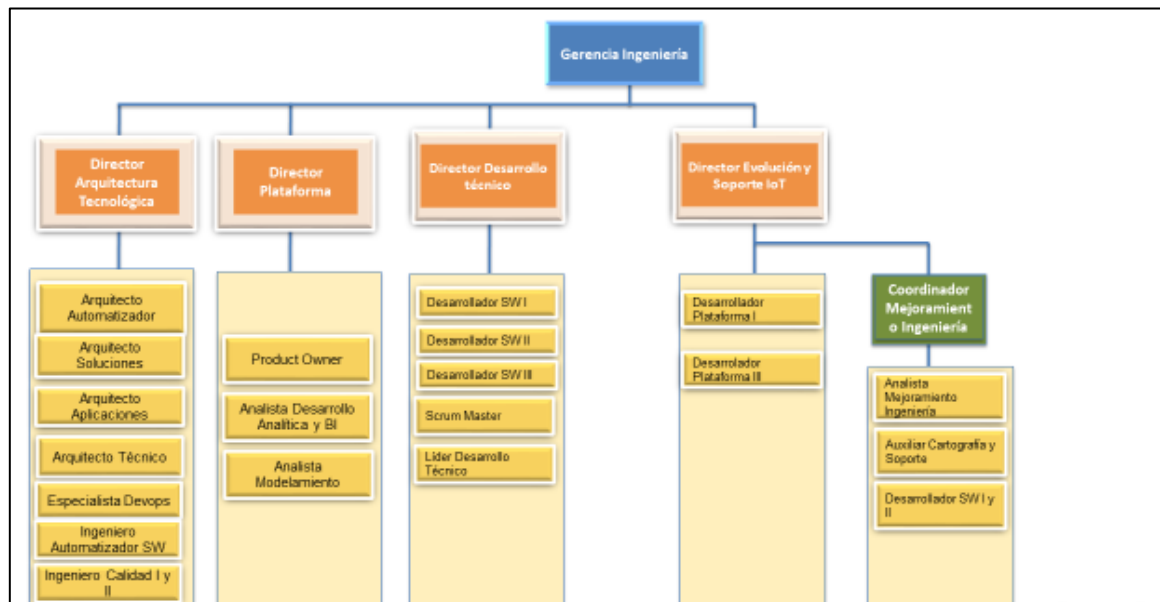 Gerencia Ingeniería
Director
Arquitectura
Tecnológica
Director
Plataforma
Director Desarrollo
técnico
Director Evolución y
Soporte IoT
Arquitecto
Automatizador
Arquitecto
Soluciones
Arquitecto
Aplicaciones
Arquitecto Técnico
Especialista Devops
Ingeniero
Automatizador SW
Ingeniero Calidad I y
II
Product Owner
Analista Desarrollo
Analítica y BI
Analista
Modelamiento
Desarrollador SW I
Desarrollador SW II
Desarrollador SW III
Scrum Master
Líder Desarrollo
Técnico
Desarrollador
Plataforma I
Desarrolador
Plataforma III
Coordinador
Mejoramient
o Ingeniería
Analista
Mejoramiento
Ingeniería
Auxiliar Cartografía y
Soporte
Desarrollador SW I y
II